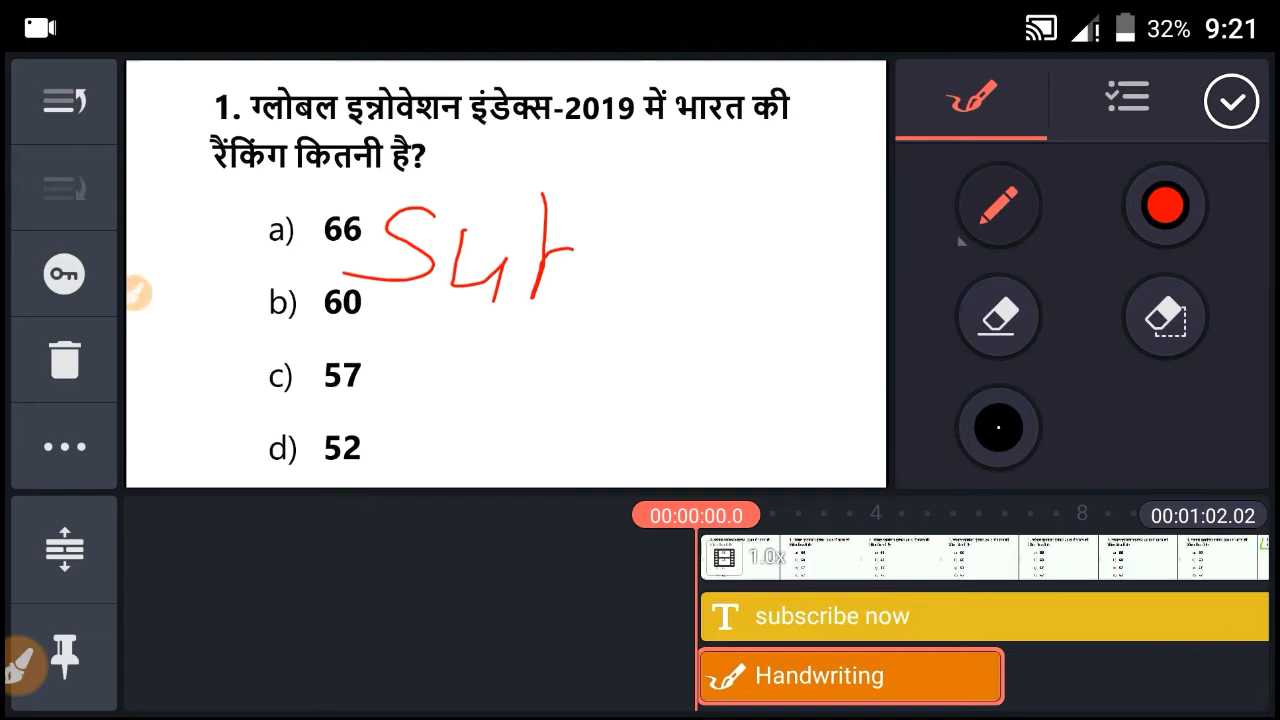 32% 9:21
1. ग्लोबल इन्नोवेशन इंडेक्स-2019 में भारत की
रैंकिंग कितनी है?
a) 66
Sut
b) 60
c) 57
d) 52
00:00:00.0 4 8 00:01:02.02
1.0x
subscribe now
Handwriting